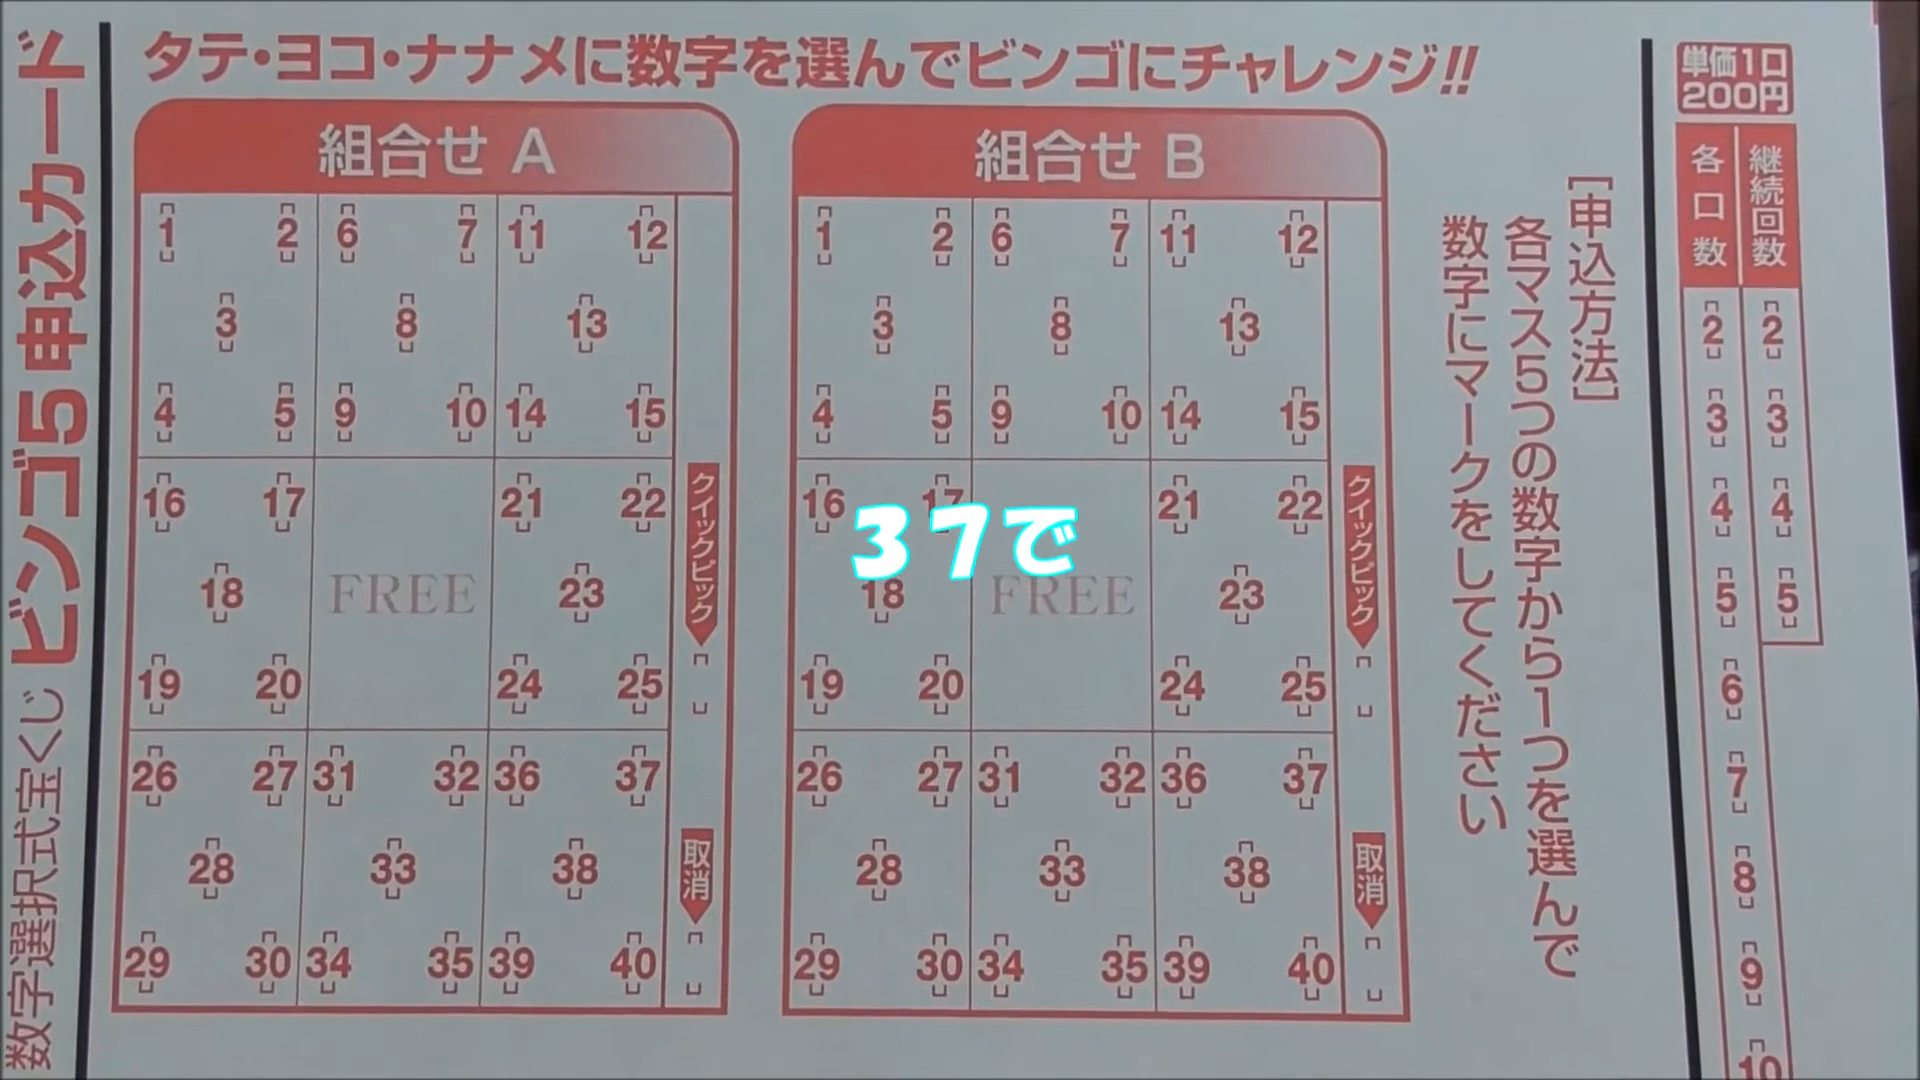 数字選択式宝くじ ビンゴ5 申込カード
タテ・ヨコ・ナナメに数字を選んでビンゴにチャレンジ!!
組合せ A
1 2 6 7 11 12
3 8 13
4 5 9 10 14 15
16 17 21 22
18 FREE 23
19 20 24 25
26 27 31 32 36 37
28 33 38
29 30 34 35 39 40
クイックピック
取消
組合せ B
1 2 6 7 11 12
3 8 13
4 5 9 10 14 15
16 17 21 22
18 FREE 23
19 20 24 25
26 27 31 32 36 37
28 33 38
29 30 34 35 39 40
クイックピック
取消
37で
[申込方法]
各マス5つの数字から1つを選んで
数字にマークをしてください
単価1口
200円
各口数
2
3
4
5
6
7
8
9
10
継続回数
2
3
4
5